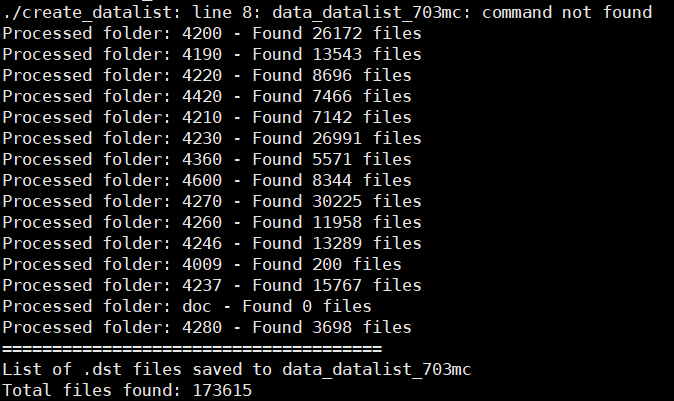 ./create_datalist: line 8: data_datalist_703mc: command not found
Processed folder: 4200 - Found 26172 files
Processed folder: 4190 - Found 13543 files
Processed folder: 4220 - Found 8696 files
Processed folder: 4420 - Found 7466 files
Processed folder: 4210 - Found 7142 files
Processed folder: 4230 - Found 26991 files
Processed folder: 4360 - Found 5571 files
Processed folder: 4600 - Found 8344 files
Processed folder: 4270 - Found 30225 files
Processed folder: 4260 - Found 11958 files
Processed folder: 4246 - Found 13289 files
Processed folder: 4009 - Found 200 files
Processed folder: 4237 - Found 15767 files
Processed folder: doc - Found 0 files
Processed folder: 4280 - Found 3698 files
======================================
List of .dst files saved to data_datalist_703mc
Total files found: 173615